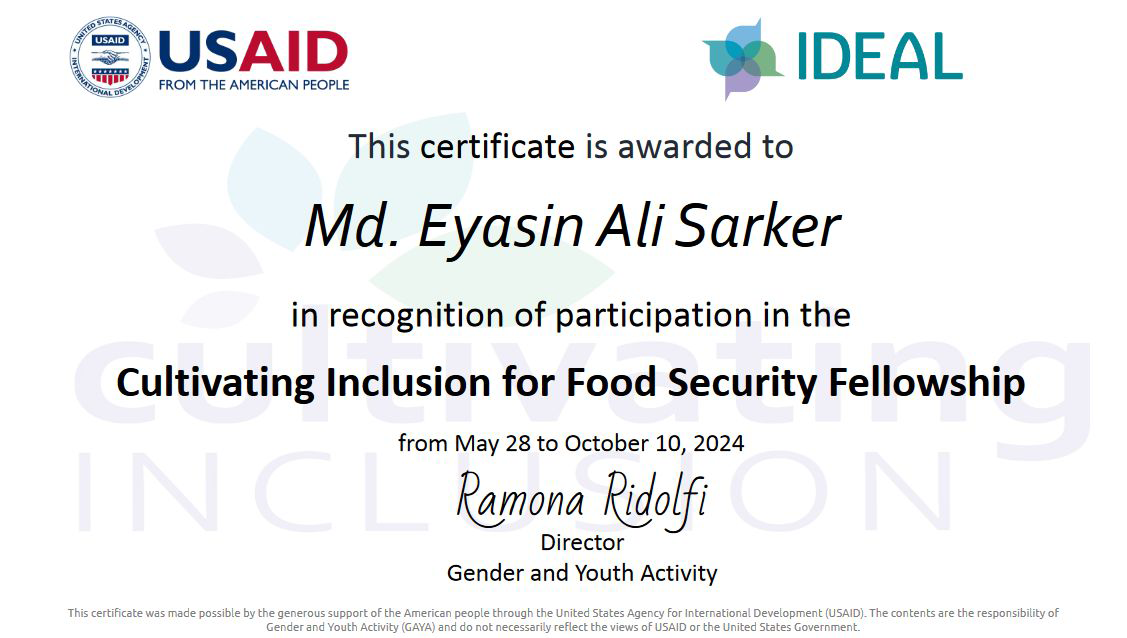 UNITED STATES AGENCY
USAID
INTERNATIONAL DEVELOPMENT
USAID
FROM THE AMERICAN PEOPLE
IDEAL
This certificate is awarded to
Md. Eyasin Ali Sarker
in recognition of participation in the
cultivating
Cultivating Inclusion for Food Security Fellowship
from May 28 to October 10, 2024
INCLUSION
Ramona Ridolfi
Director
Gender and Youth Activity
This certificate was made possible by the generous support of the American people through the United States Agency for International Development (USAID). The contents are the responsibility of
Gender and Youth Activity (GAYA) and do not necessarily reflect the views of USAID or the United States Government.